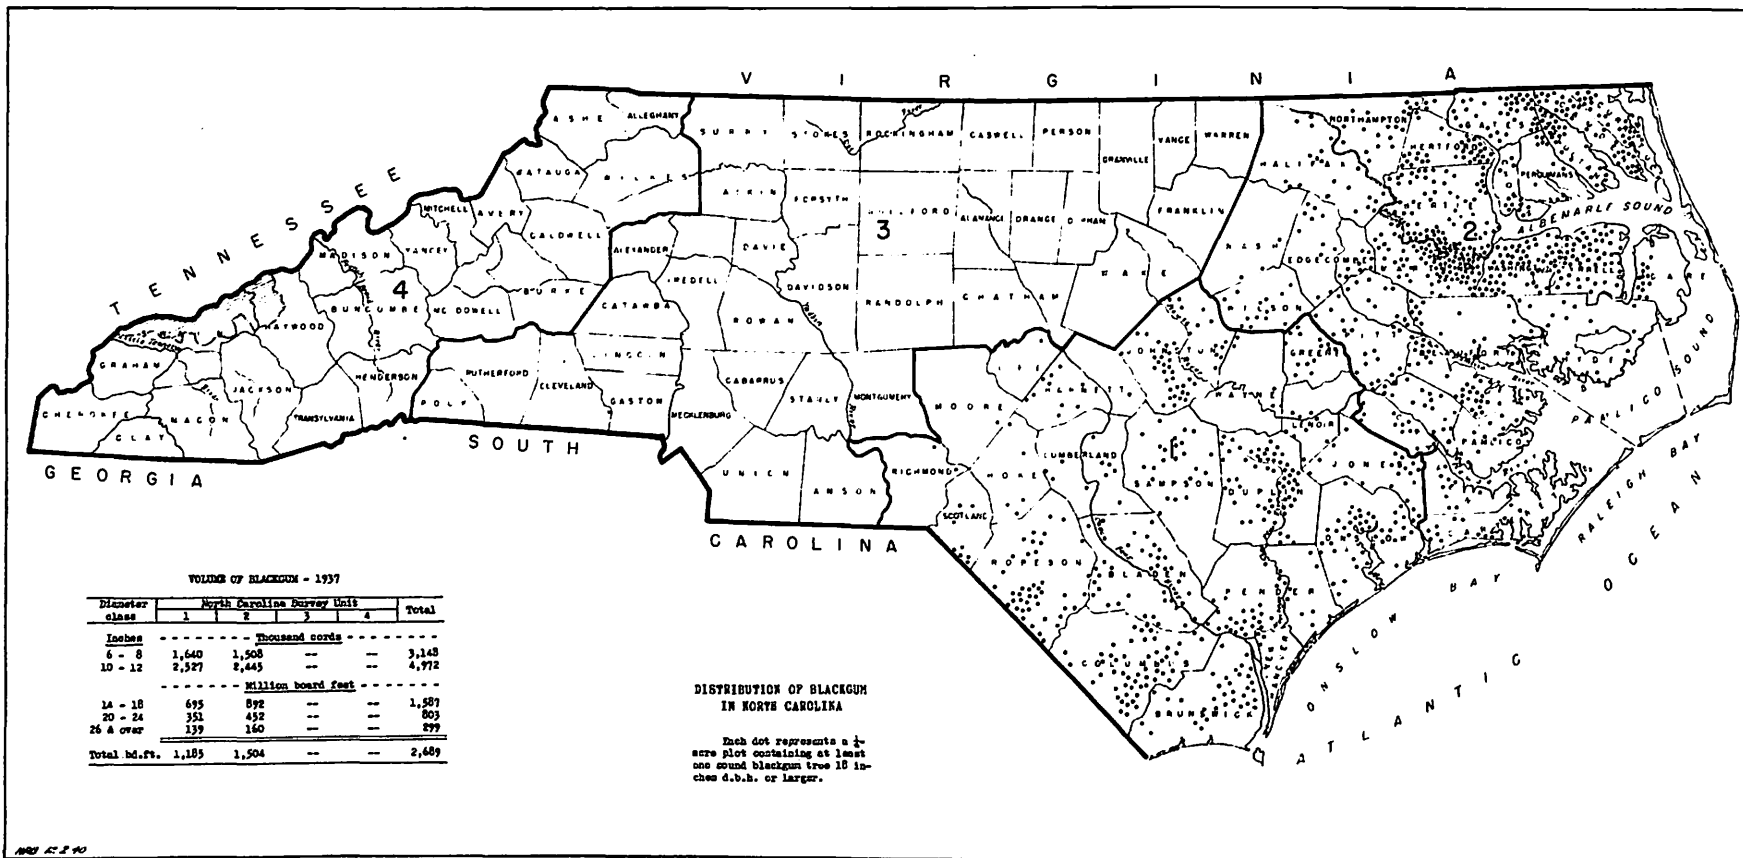 V I R G I N I A
T E N N E S S E E
GEORGIA
SOUTH
CAROLINA
ASHE
ALLEGHANY
SURRY
STOKES
ROCKINGHAM
CASWELL
PERSON
GRANVILLE
VANCE
WARREN
NORTHAMPTON
HALIFAX
HERTFORD
PERQUIMANS
WATAUGA
WILKES
MITCHELL
AVERY
FORSYTH
GUILFORD
ALAMANCE
ORANGE
FRANKLIN
ALBEMARLE SOUND
2
3
MADISON
YANCEY
CALDWELL
ALEXANDER
DAVIE
IREDELL
NASH
EDGECOMBE
4
BUNCOMBE
MC DOWELL
BURKE
CATAWBA
DAVIDSON
RANDOLPH
CHATHAM
WAKE
WILSON
HAYWOOD
ROWAN
GRAHAM
JACKSON
HENDERSON
RUTHERFORD
CLEVELAND
LINCOLN
CABARRUS
GREENE
CHEROKEE
MACON
CLAY
TRANSYLVANIA
POLK
GASTON
MECKLENBURG
STANLY
MONTGOMERY
MOORE
HARNETT
WAYNE
LENOIR
PAMLICO
PAMLICO SOUND
UNION
ANSON
RICHMOND
HOKE
CUMBERLAND
1
SAMPSON
DUPLIN
JONES
SCOTLAND
ROBESON
BLADEN
PENDER
COLUMBUS
BRUNSWICK
RALEIGH BAY
ONSLOW BAY
ATLANTIC OCEAN
VOLUME OF BLACKGUM - 1937
Diameter class North Carolina Survey Unit Total
1 2 3 4
Inches - - - Thousand cords - - -
6 - 8 1,640 1,508 -- -- 3,148
10 - 12 2,527 2,445 -- -- 4,972
- - - Million board feet - - -
14 - 18 695 892 -- -- 1,587
20 - 24 351 452 -- -- 803
26 & over 139 160 -- -- 299
Total bd.ft. 1,185 1,504 -- -- 2,689
DISTRIBUTION OF BLACKGUM
IN NORTH CAROLINA
Each dot represents a ¼-
acre plot containing at least
one sound blackgum tree 18 in-
ches d.b.h. or larger.